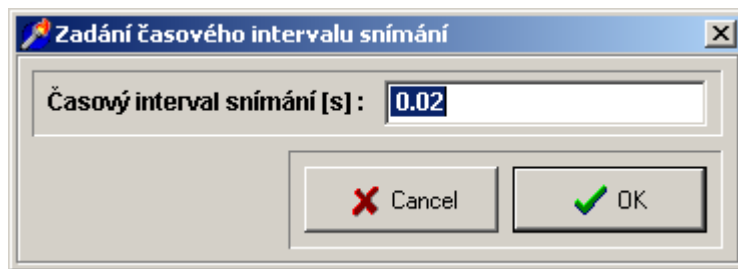 Zadání časového intervalu snímání
Časový interval snímání [s] : 0.02
Cancel OK